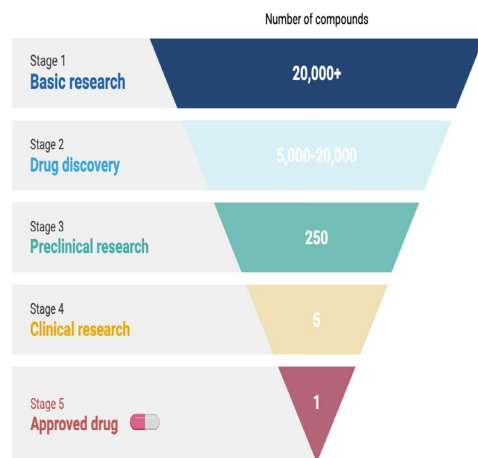 Number of compounds
Stage 1
Basic research
20,000+
Stage 2
Drug discovery
5,000-20,000
Stage 3
Preclinical research
250
Stage 4
Clinical research
5
Stage 5
Approved drug
1